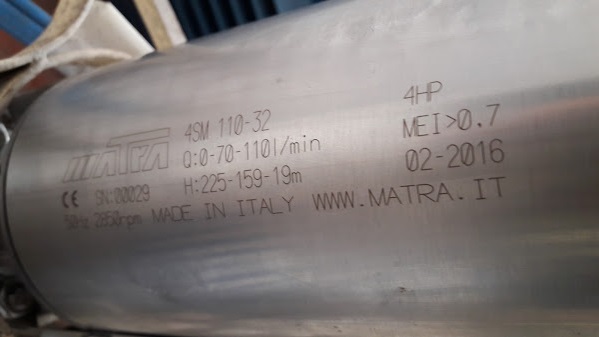 4SM 110-32
4HP
MATRA
Q:0-70-110l/min
MEI>0.7
CE SN:00029
H:225-159-19m
02-2016
50Hz 2850rpm MADE IN ITALY WWW.MATRA.IT